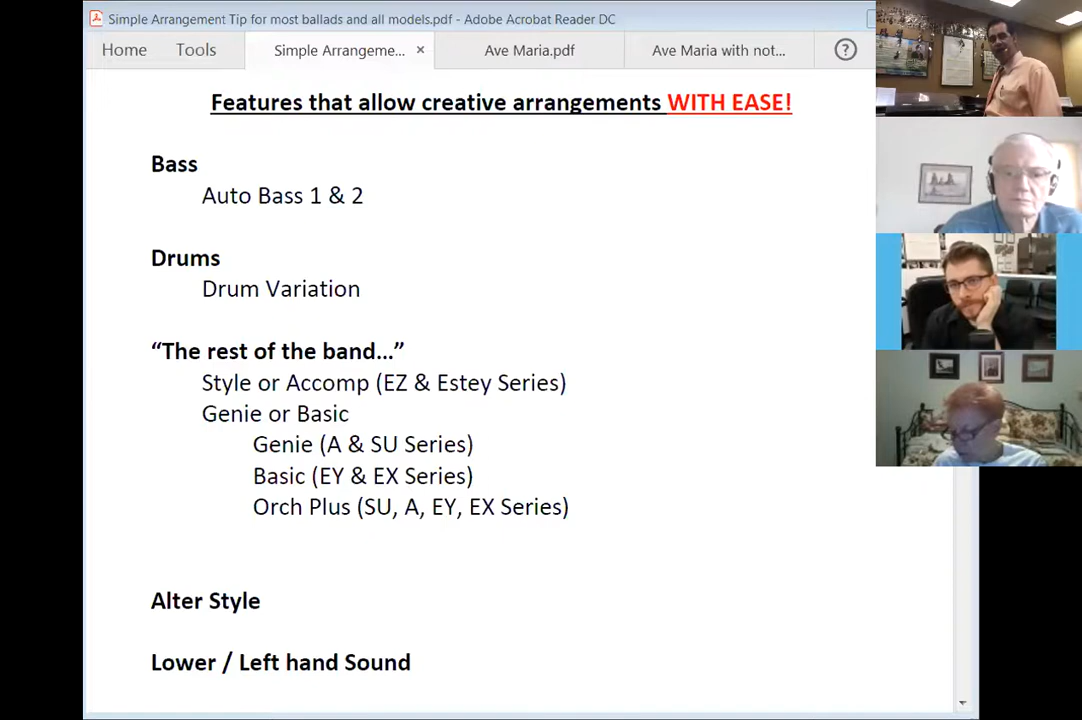 Simple Arrangement Tip for most ballads and all models.pdf - Adobe Acrobat Reader DC
Home Tools Simple Arrangeme... × Ave Maria.pdf Ave Maria with not... ?
Features that allow creative arrangements WITH EASE!
Bass
Auto Bass 1 & 2
Drums
Drum Variation
“The rest of the band…”
Style or Accomp (EZ & Estey Series)
Genie or Basic
Genie (A & SU Series)
Basic (EY & EX Series)
Orch Plus (SU, A, EY, EX Series)
Alter Style
Lower / Left hand Sound